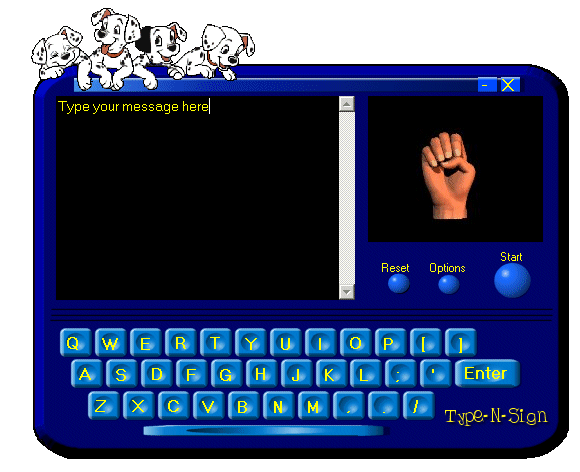 - X
Type your message here
Start
Reset Options
Q W E R T Y U I O P [ ]
A S D F G H J K L ; ' Enter
Z X C V B N M , . /
Type-N-Sign